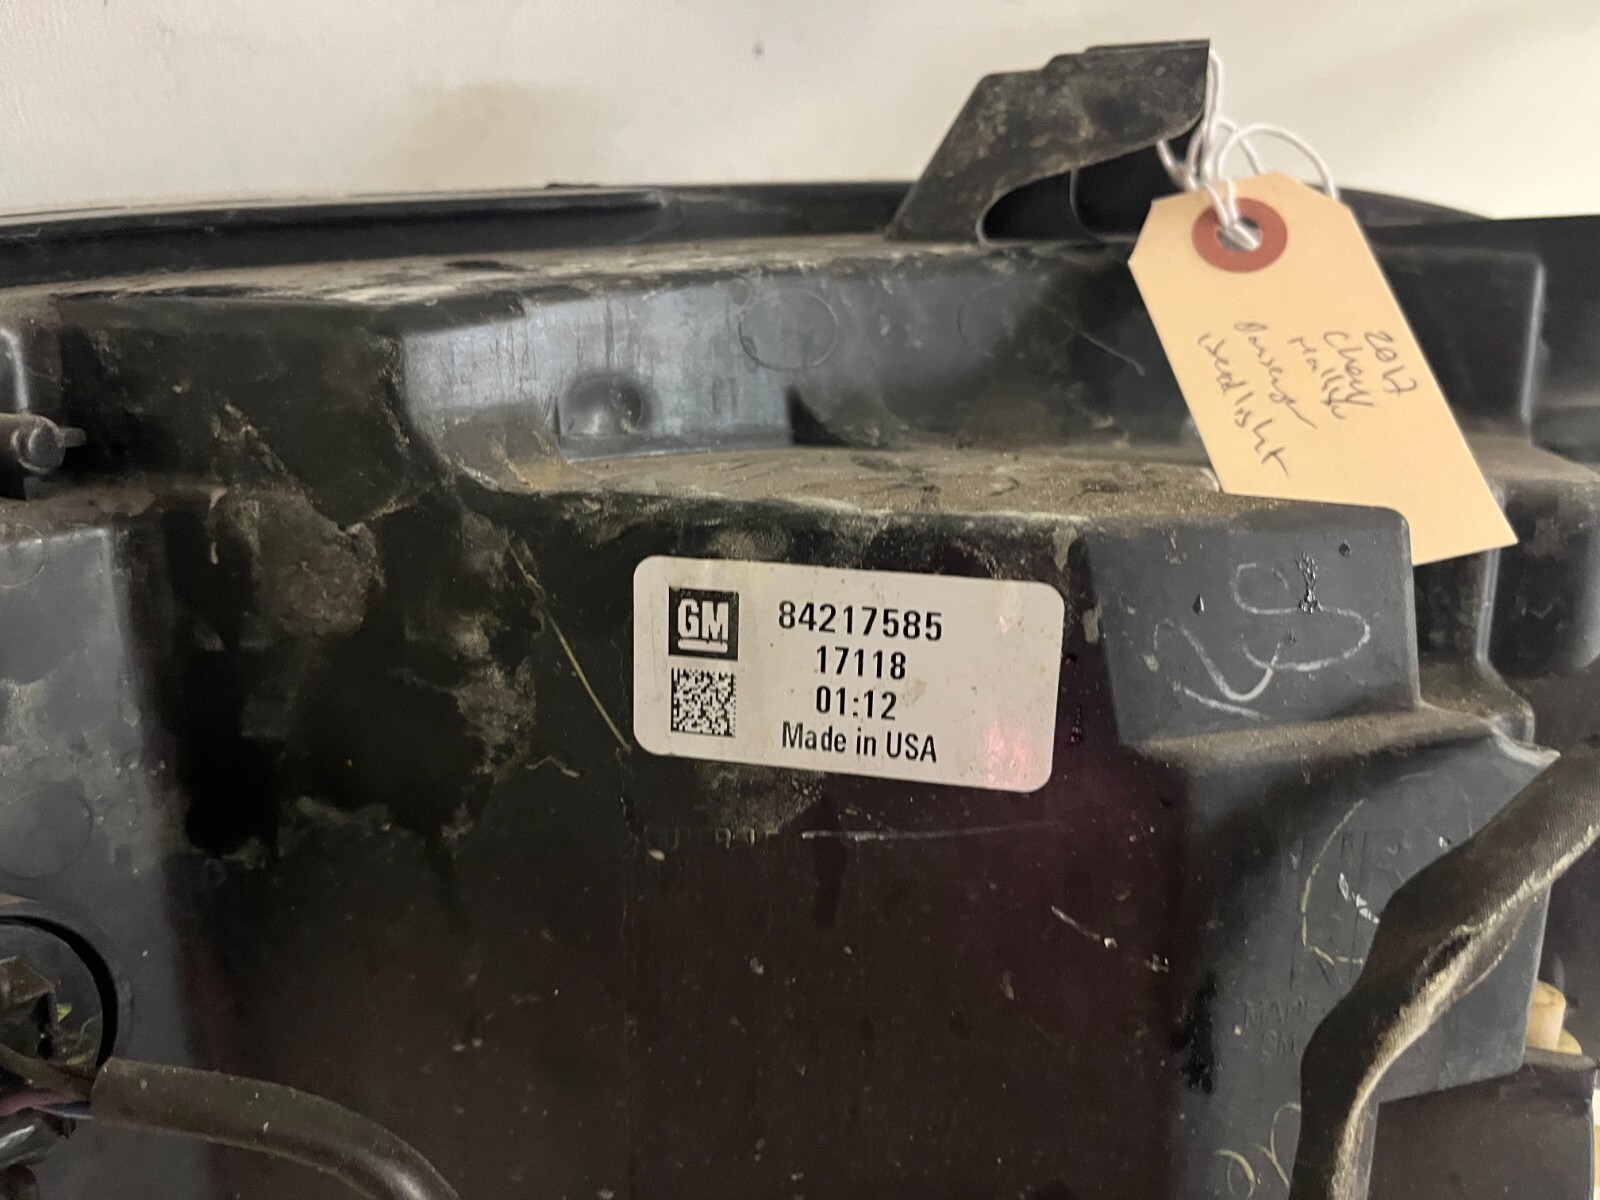 2017
Chevy
Malibu
Passenger
Headlight
GM
84217585
17118
01:12
Made in USA